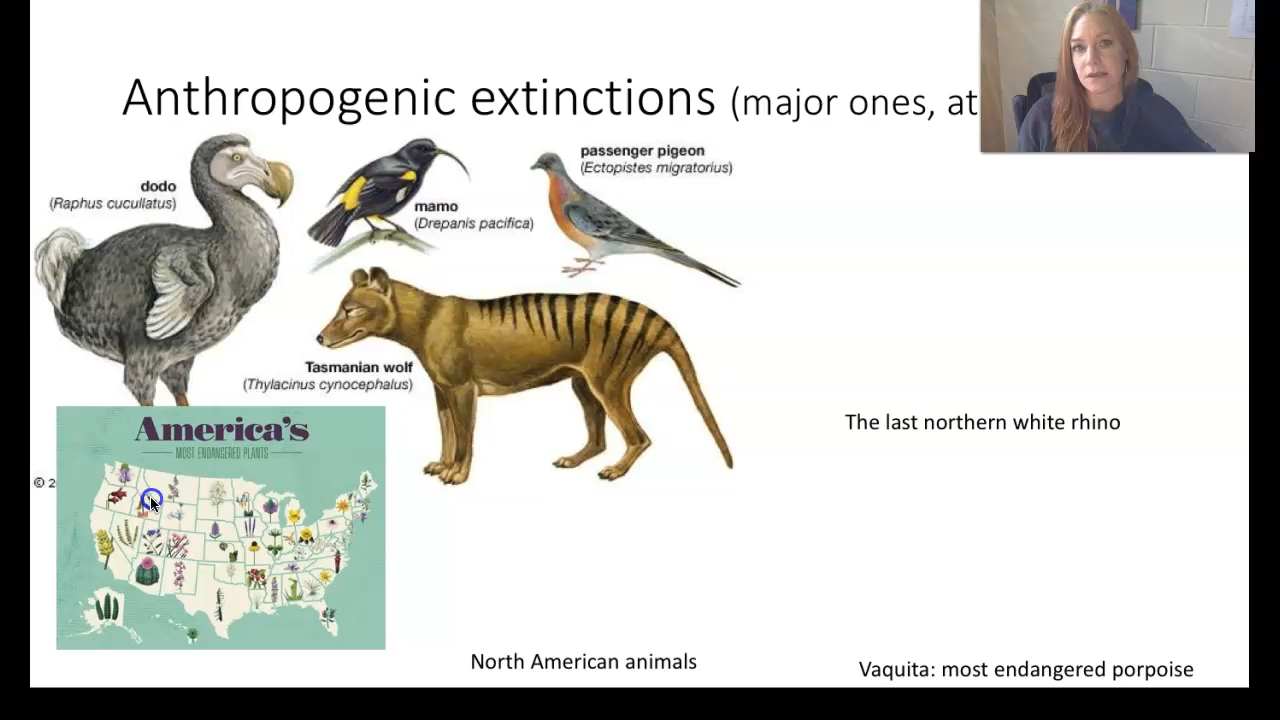 Anthropogenic extinctions (major ones, at
dodo
(Raphus cucullatus)
mamo
(Drepanis pacifica)
passenger pigeon
(Ectopistes migratorius)
Tasmanian wolf
(Thylacinus cynocephalus)
© 2
America's
MOST ENDANGERED PLANTS
The last northern white rhino
North American animals
Vaquita: most endangered porpoise